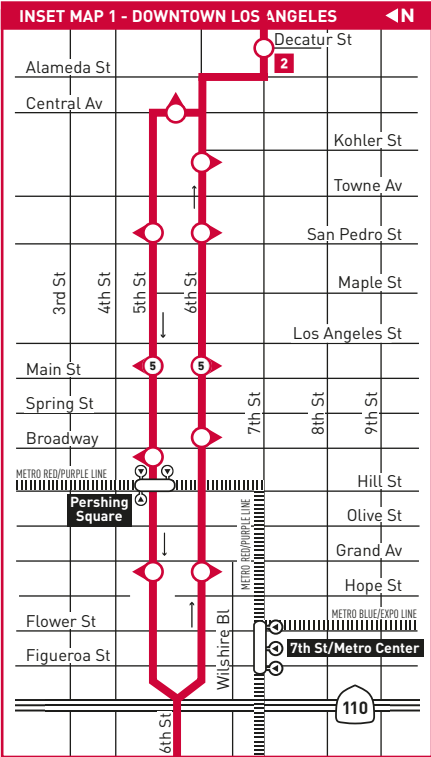 INSET MAP 1 - DOWNTOWN LOS ANGELES
N
Decatur St
2
Alameda St
Central Av
Kohler St
Towne Av
San Pedro St
3rd St
4th St
5th St
6th St
Maple St
Los Angeles St
Main St
5
5
Spring St
7th St
8th St
9th St
Broadway
METRO RED/PURPLE LINE
Hill St
Pershing
Square
Olive St
METRO RED/PURPLE LINE
Grand Av
Hope St
METRO BLUE/EXPO LINE
Flower St
Wilshire Bl
7th St/Metro Center
Figueroa St
110
6th St